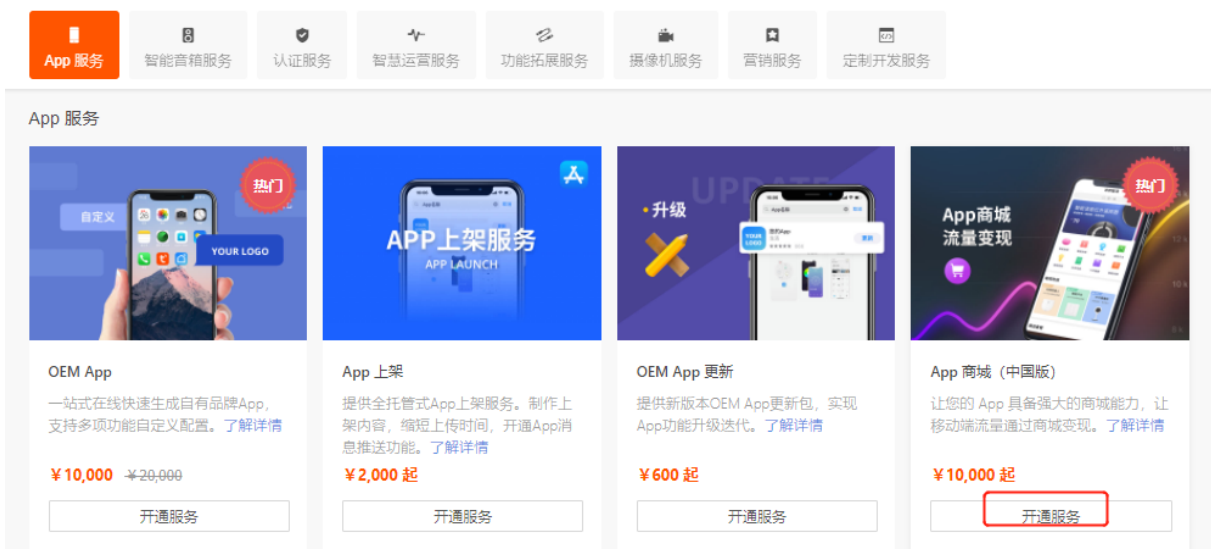 App 服务
智能音箱服务
认证服务
智慧运营服务
功能拓展服务
摄像机服务
营销服务
定制开发服务
App 服务
自定义
热门
YOUR LOGO
APP上架服务
APP LAUNCH
UPDATE
升级
YOUR LOGO
更新
App商城
流量变现
热门
OEM App
一站式在线快速生成自有品牌App，
支持多项功能自定义配置。了解详情
￥10,000 ￥20,000
开通服务
App 上架
提供全托管式App上架服务。制作上
架内容，缩短上传时间，开通App消
息推送功能。了解详情
￥2,000 起
开通服务
OEM App 更新
提供新版本OEM App更新包，实现
App功能升级迭代。了解详情
￥600 起
开通服务
App 商城（中国版）
让您的 App 具备强大的商城能力，让
移动端流量通过商城变现。了解详情
￥10,000 起
开通服务